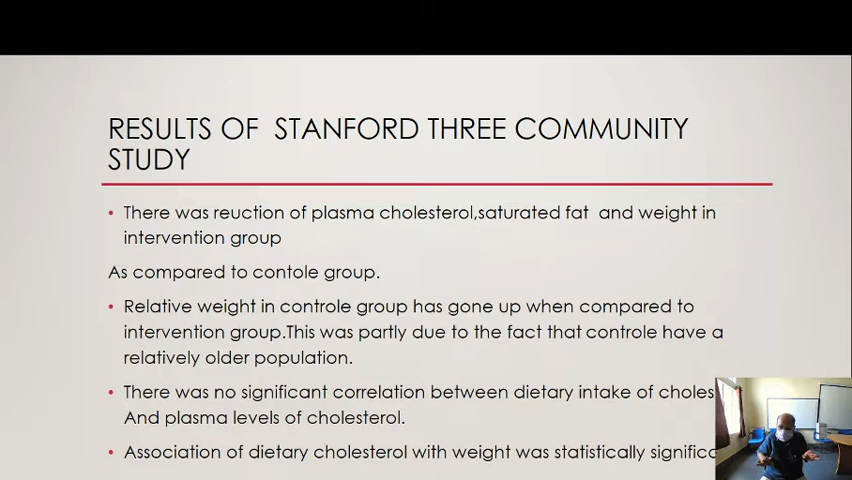 RESULTS OF STANFORD THREE COMMUNITY
STUDY
• There was reuction of plasma cholesterol,saturated fat and weight in
intervention group
As compared to contole group.
• Relative weight in controle group has gone up when compared to
intervention group.This was partly due to the fact that controle have a
relatively older population.
• There was no significant correlation between dietary intake of
And plasma levels of cholesterol.
• Association of dietary cholesterol with weight was statistically